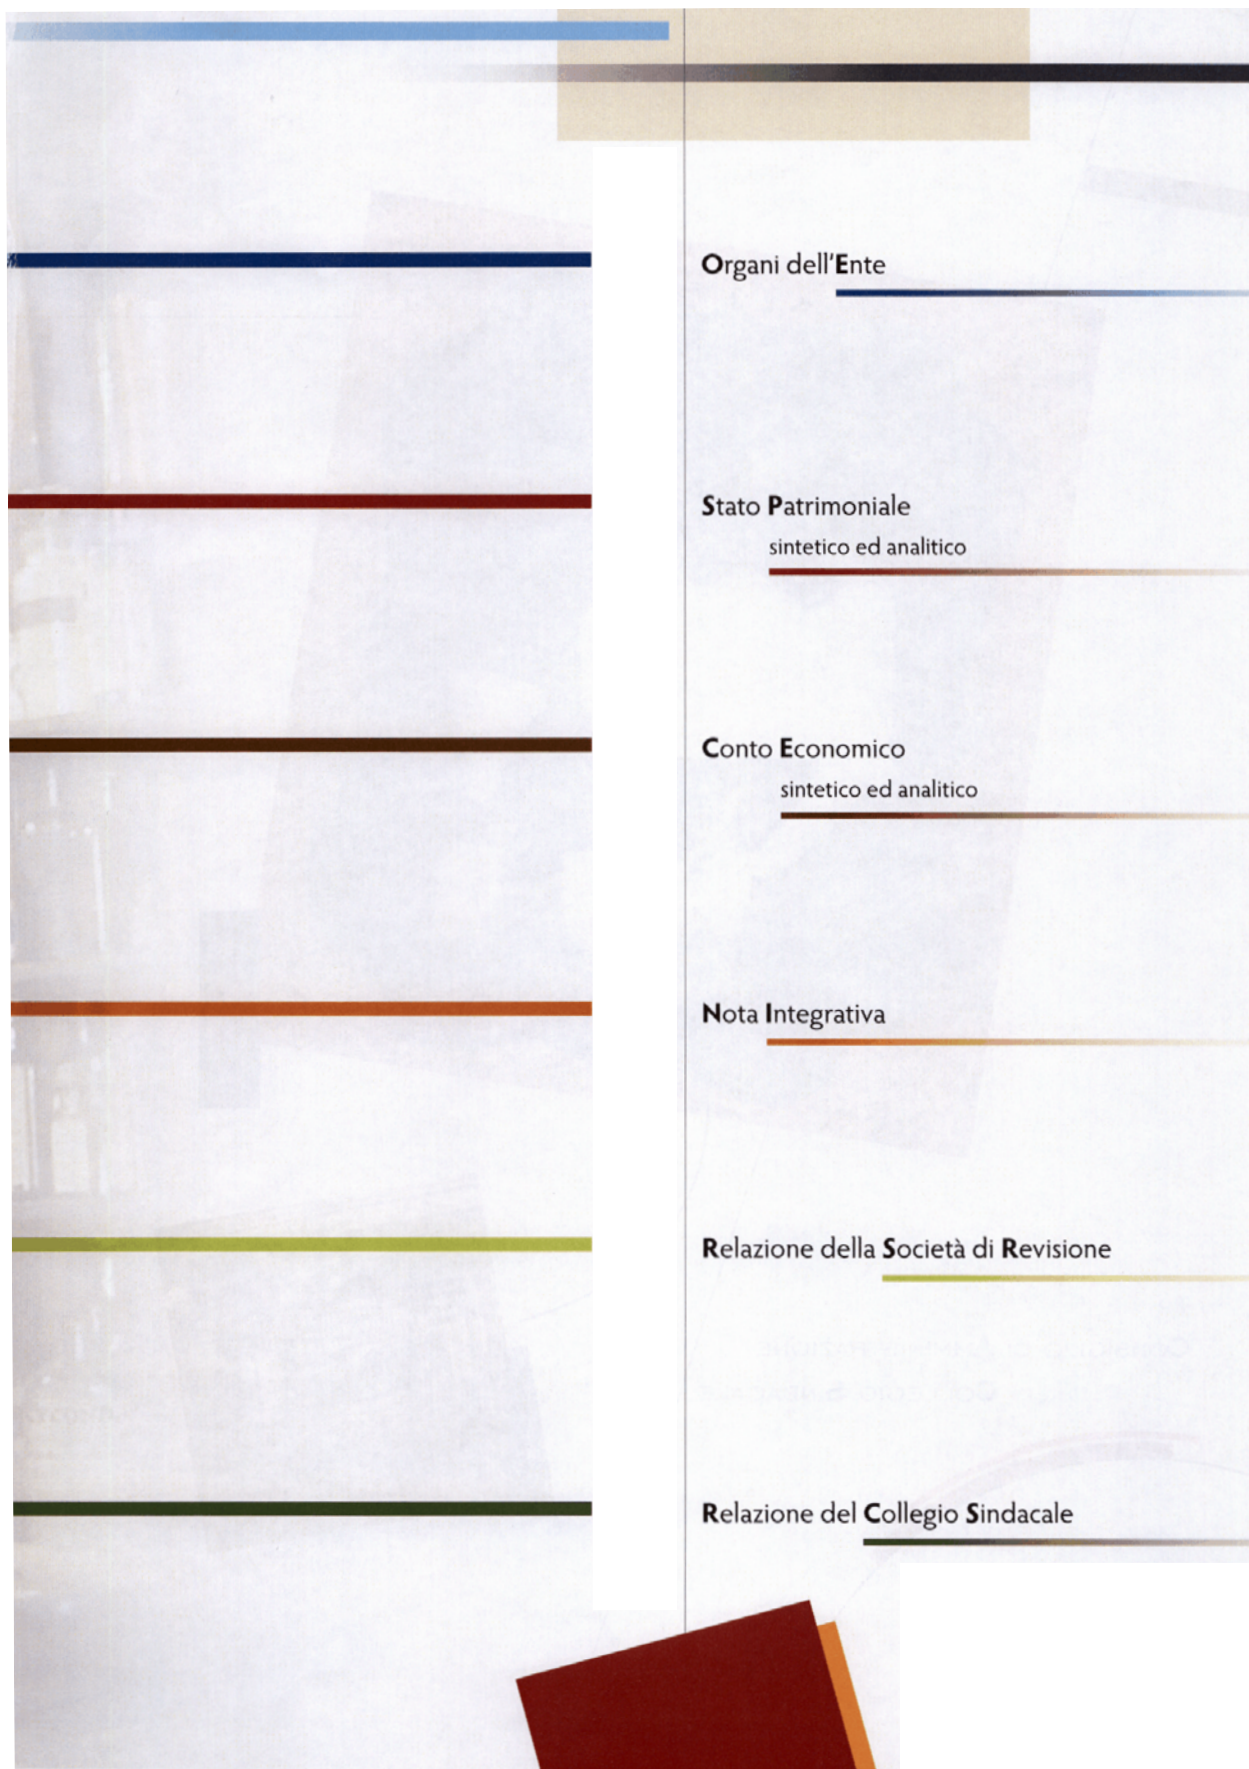 Organi dell'Ente
Stato Patrimoniale
sintetico ed analitico
Conto Economico
sintetico ed analitico
Nota Integrativa
Relazione della Società di Revisione
Relazione del Collegio Sindacale